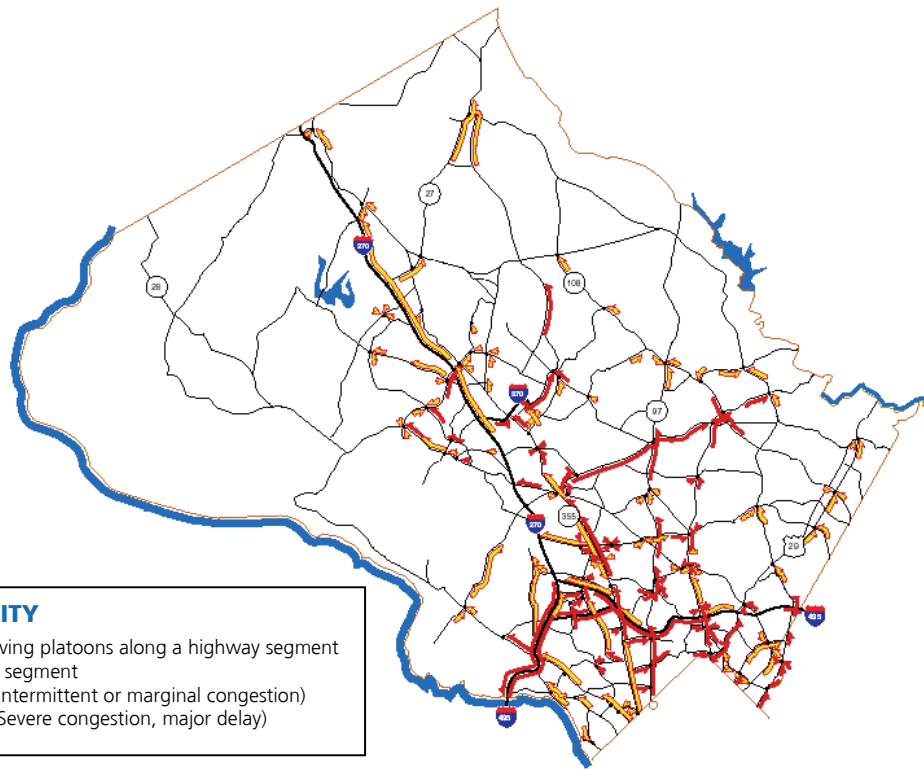 27
270
28
108
370
97
355
270
29
495
495
ITY
ving platoons along a highway segment
segment
ntermittent or marginal congestion)
Severe congestion, major delay)